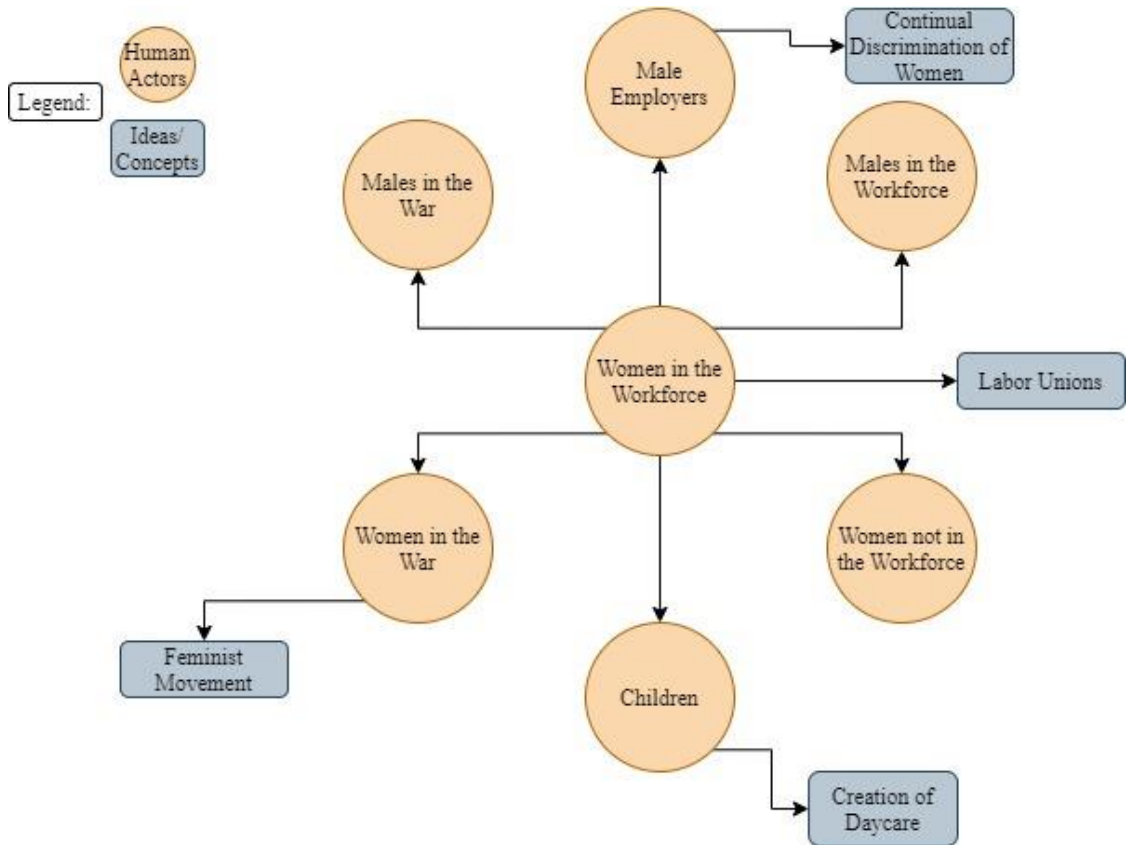 Legend:
Human
Actors
Ideas/
Concepts
Continual
Discrimination of
Women
Male
Employers
Males in the
War
Males in the
Workforce
Women in the
Workforce
Labor Unions
Women in the
War
Women not in
the Workforce
Feminist
Movement
Children
Creation of
Daycare